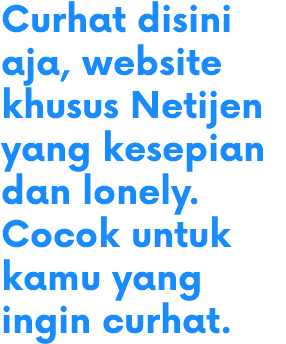 Curhat disini
aja, website
khusus Netijen
yang kesepian
dan lonely.
Cocok untuk
kamu yang
ingin curhat.